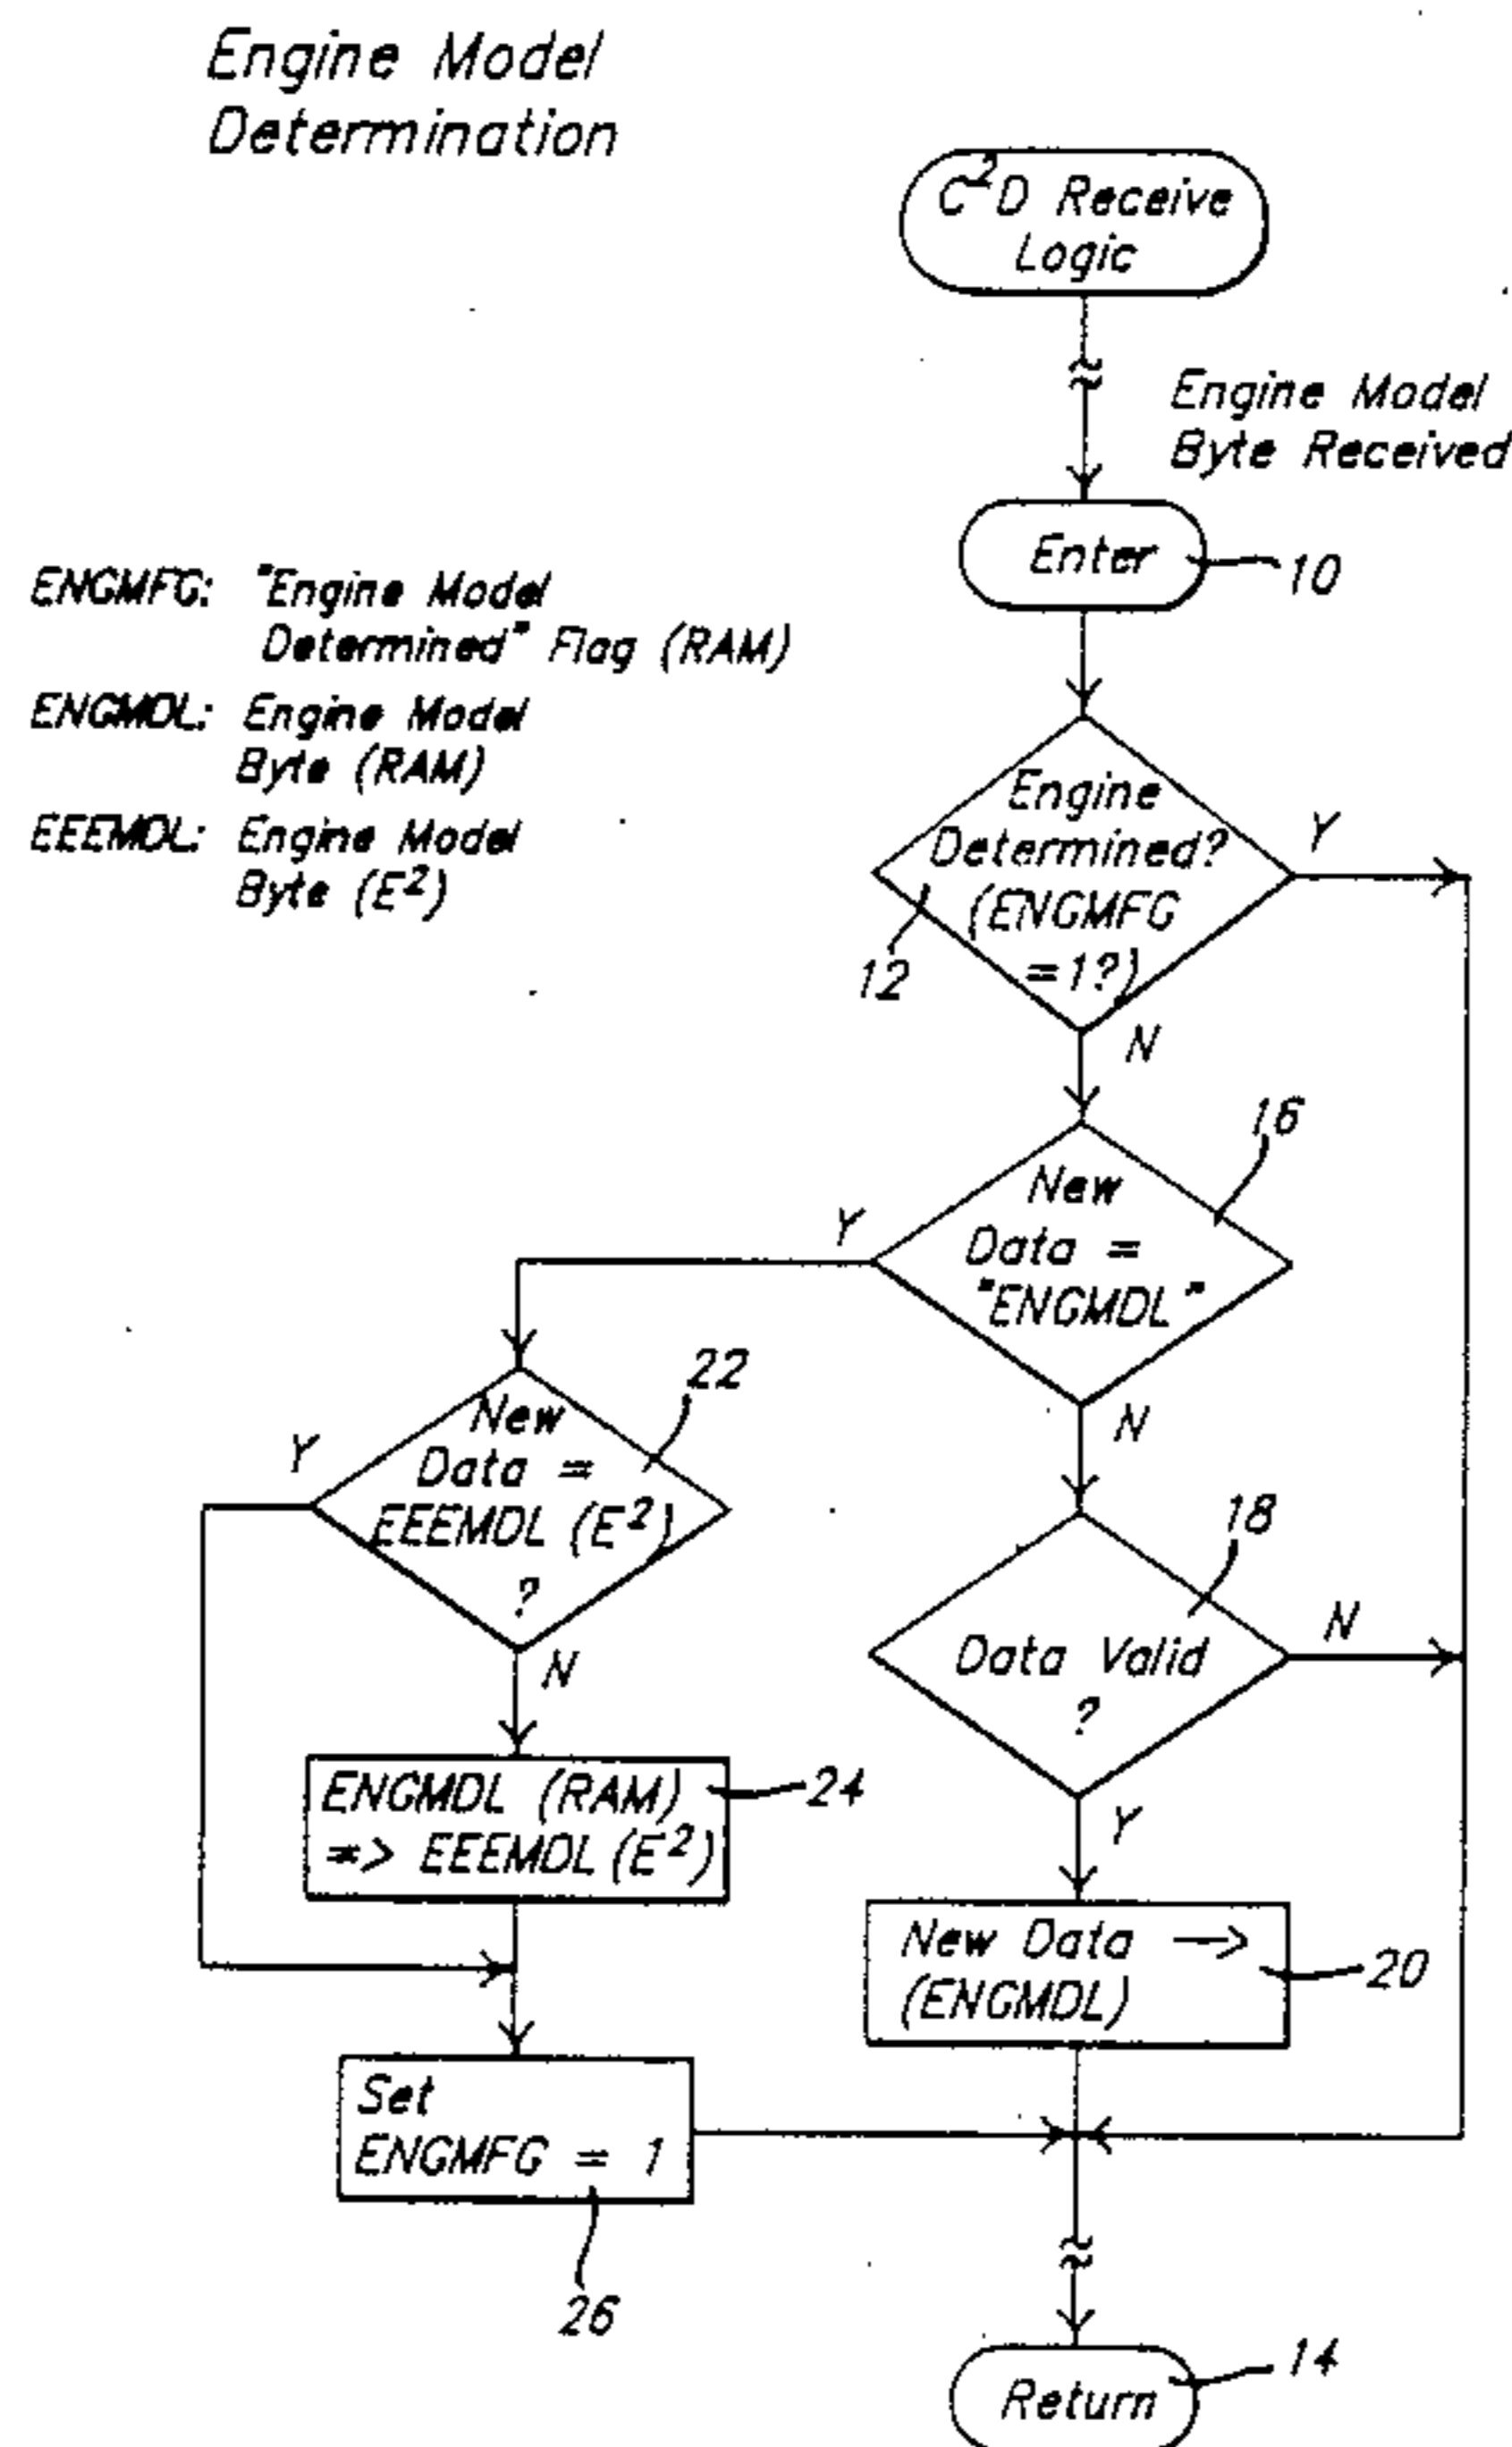 Engine Model
Determination
C²D Receive
Logic
Engine Model
Byte Received
Enter
10
ENGMFG: "Engine Model
Determined" Flag (RAM)
ENGMDL: Engine Model
Byte (RAM)
EEEMDL: Engine Model
Byte (E²)
Engine
Determined?
(ENGMFG
=1?)
Y
12
N
16
New
Data =
"ENGMDL"
Y
N
22
New
Data =
EEEMDL (E²)
?
Y
N
18
Data Valid
?
N
Y
ENGMDL (RAM)
=> EEEMDL (E²)
24
New Data –>
(ENGMDL)
20
Set
ENGMFG = 1
26
Return
14